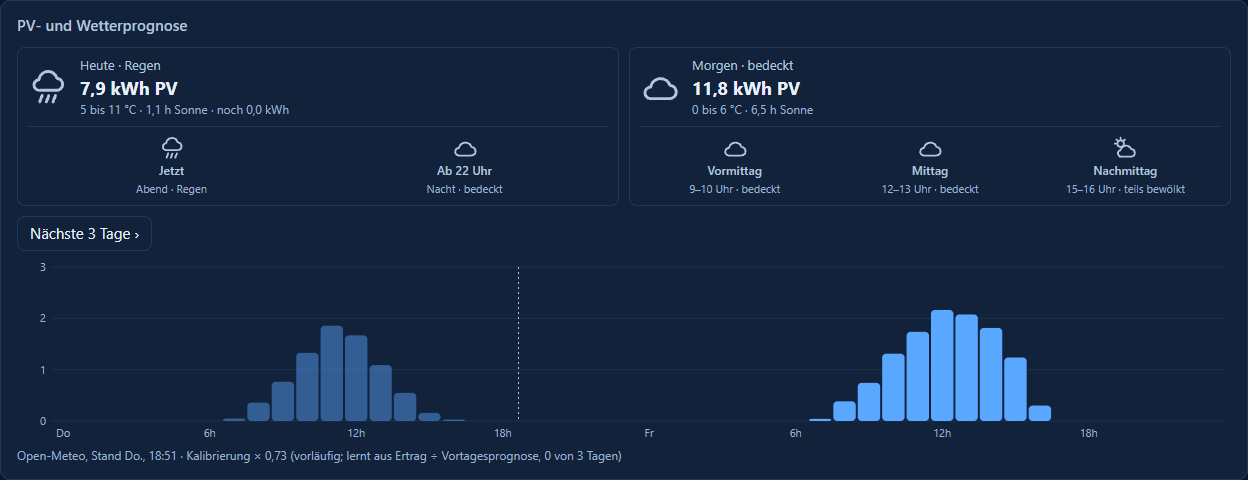 PV- und Wetterprognose
Heute · Regen
7,9 kWh PV
5 bis 11 °C · 1,1 h Sonne · noch 0,0 kWh
Jetzt
Abend · Regen
Ab 22 Uhr
Nacht · bedeckt
Morgen · bedeckt
11,8 kWh PV
0 bis 6 °C · 6,5 h Sonne
Vormittag
9–10 Uhr · bedeckt
Mittag
12–13 Uhr · bedeckt
Nachmittag
15–16 Uhr · teils bewölkt
Nächste 3 Tage ›
3
2
1
0
Do 6h 12h 18h Fr 6h 12h 18h
Open-Meteo, Stand Do., 18:51 · Kalibrierung × 0,73 (vorläufig; lernt aus Ertrag ÷ Vortagesprognose, 0 von 3 Tagen)